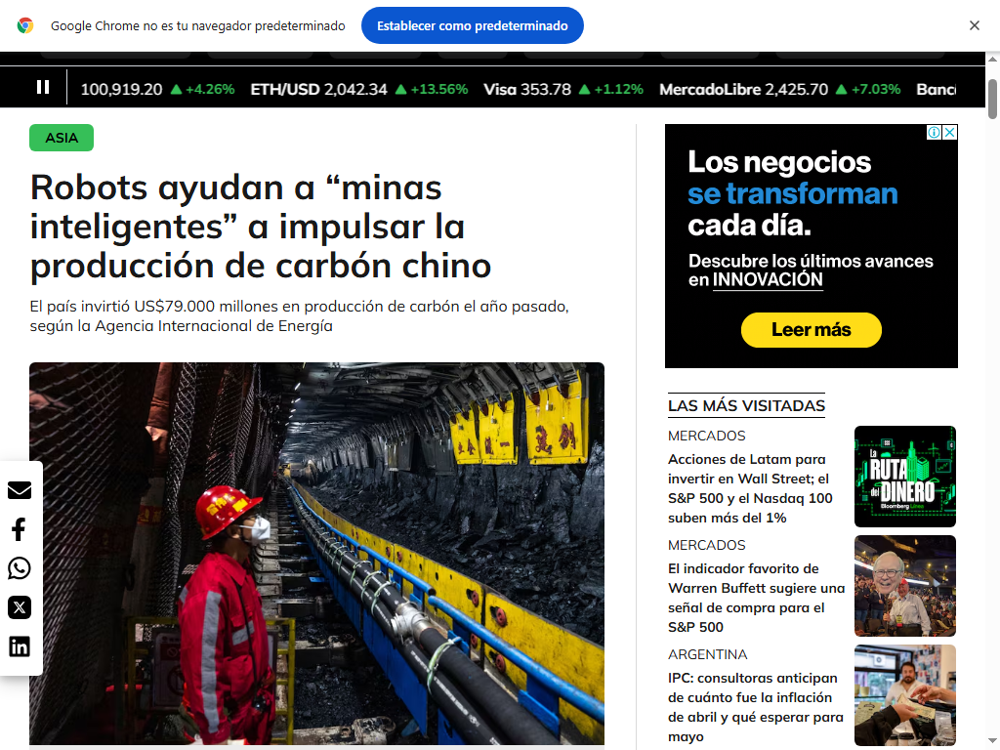 Google Chrome no es tu navegador predeterminado
Establecer como predeterminado
100,919.20 +4.26% ETH/USD 2,042.34 +13.56% Visa 353.78 +1.12% MercadoLibre 2,425.70 +7.03%
ASIA
Robots ayudan a “minas
inteligentes” a impulsar la
producción de carbón chino
El país invirtió US$79.000 millones en producción de carbón el año pasado,
según la Agencia Internacional de Energía
Los negocios
se transforman
cada día.
Descubre los últimos avances
en INNOVACIÓN
Leer más
LAS MÁS VISITADAS
MERCADOS
Acciones de Latam para
invertir en Wall Street; el
S&P 500 y el Nasdaq 100
suben más del 1%
La
RUTA
del DINERO
Bloomberg Línea
MERCADOS
El indicador favorito de
Warren Buffett sugiere una
señal de compra para el
S&P 500
ARGENTINA
IPC: consultoras anticipan
de cuánto fue la inflación
de abril y qué esperar para
mayo